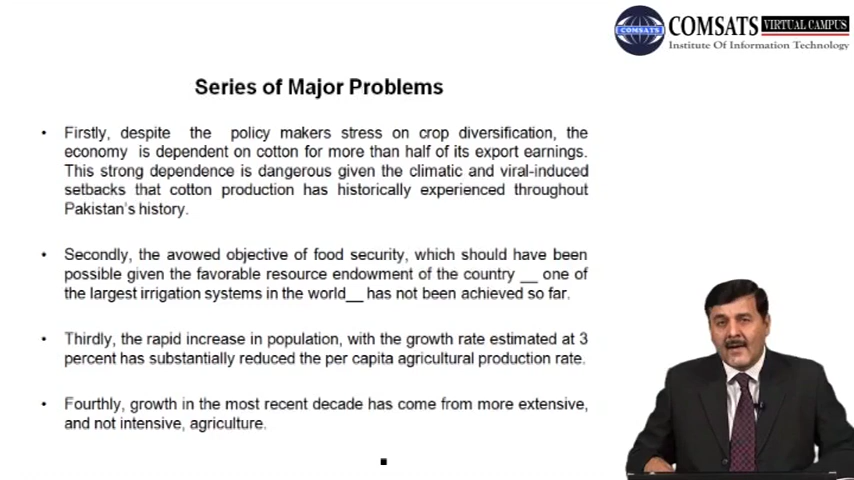 COMSATS
COMSATS VIRTUAL CAMPUS
Institute Of Information Technology
Series of Major Problems
• Firstly, despite the policy makers stress on crop diversification, the
economy is dependent on cotton for more than half of its export earnings.
This strong dependence is dangerous given the climatic and viral-induced
setbacks that cotton production has historically experienced throughout
Pakistan's history.
• Secondly, the avowed objective of food security, which should have been
possible given the favorable resource endowment of the country __ one of
the largest irrigation systems in the world__ has not been achieved so far.
• Thirdly, the rapid increase in population, with the growth rate estimated at 3
percent has substantially reduced the per capita agricultural production rate.
• Fourthly, growth in the most recent decade has come from more extensive,
and not intensive, agriculture.